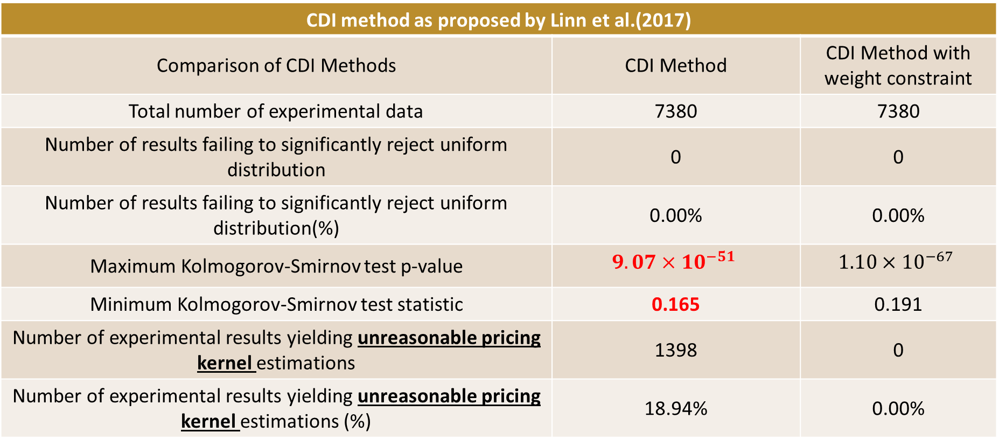 CDI method as proposed by Linn et al.(2017)
Comparison of CDI Methods
CDI Method
CDI Method with
weight constraint
Total number of experimental data
7380
7380
Number of results failing to significantly reject uniform
distribution
0
0
Number of results failing to significantly reject uniform
distribution(%)
0.00%
0.00%
Maximum Kolmogorov-Smirnov test p-value
9.07 × 10⁻⁵¹
1.10 × 10⁻⁶⁷
Minimum Kolmogorov-Smirnov test statistic
0.165
0.191
Number of experimental results yielding unreasonable pricing
kernel estimations
1398
0
Number of experimental results yielding unreasonable pricing
kernel estimations (%)
18.94%
0.00%